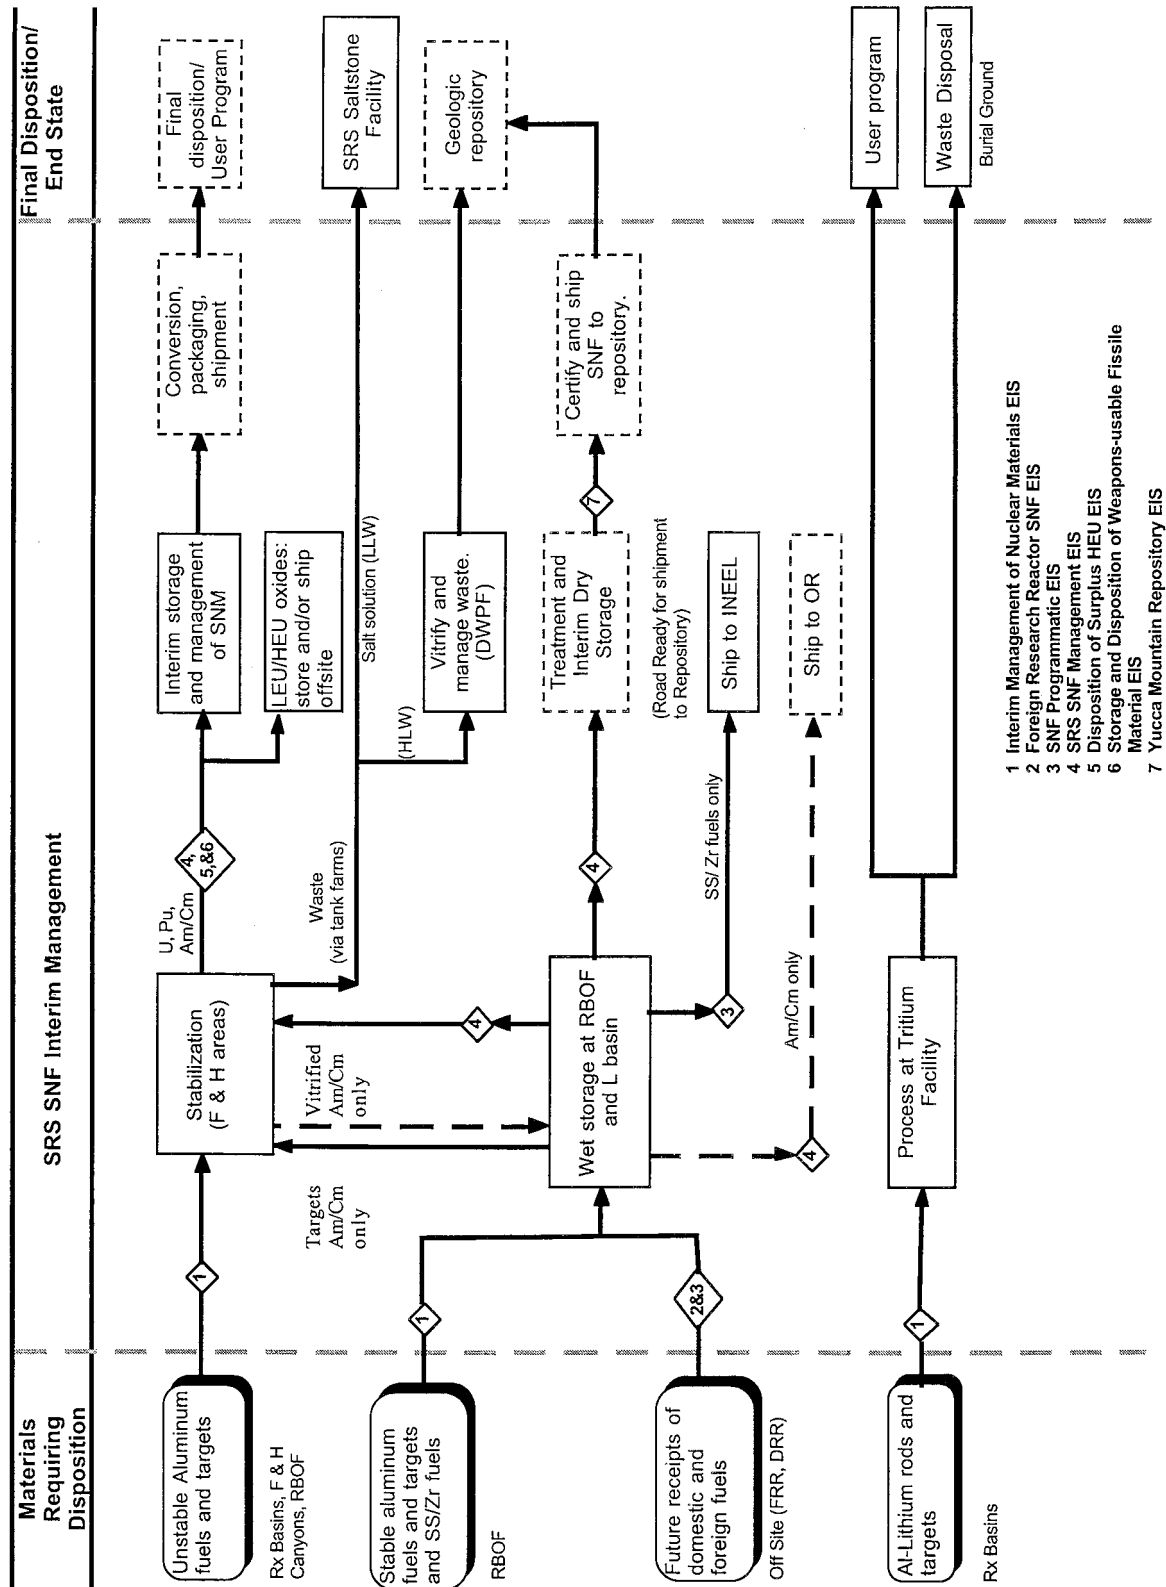 Materials
Requiring
Disposition
SRS SNF Interim Management
Final Disposition/
End State
Unstable Aluminum
fuels and targets
Rx Basins, F & H
Canyons, RBOF
1
Stabilization
(F & H areas)
U, Pu,
Am/Cm
4,
5,&6
Interim storage
and management
of SNM
Conversion,
packaging,
shipment
Final
disposition/
User Program
LEU/HEU oxides:
store and/or ship
offsite
Waste
(via tank farms)
Salt solution (LLW)
SRS Saltstone
Facility
(HLW)
Vitrify and
manage waste.
(DWPF)
Geologic
repository
Targets
Am/Cm
only
Vitrified
Am/Cm
only
4
Stable aluminum
fuels and targets
and SS/Zr fuels
RBOF
1
Wet storage at RBOF
and L basin
4
Treatment and
Interim Dry
Storage
(Road Ready for shipment
to Repository)
7
Certify and ship
SNF to
repository.
Future receipts of
domestic and
foreign fuels
Off Site (FRR, DRR)
2&3
3
SS/ Zr fuels only
Ship to INEEL
4
Am/Cm only
Ship to OR
Al-Lithium rods and
targets
Rx Basins
1
Process at Tritium
Facility
User program
Waste Disposal
Burial Ground
1 Interim Management of Nuclear Materials EIS
2 Foreign Research Reactor SNF EIS
3 SNF Programmatic EIS
4 SRS SNF Management EIS
5 Disposition of Surplus HEU EIS
6 Storage and Disposition of Weapons-usable Fissile
Material EIS
7 Yucca Mountain Repository EIS